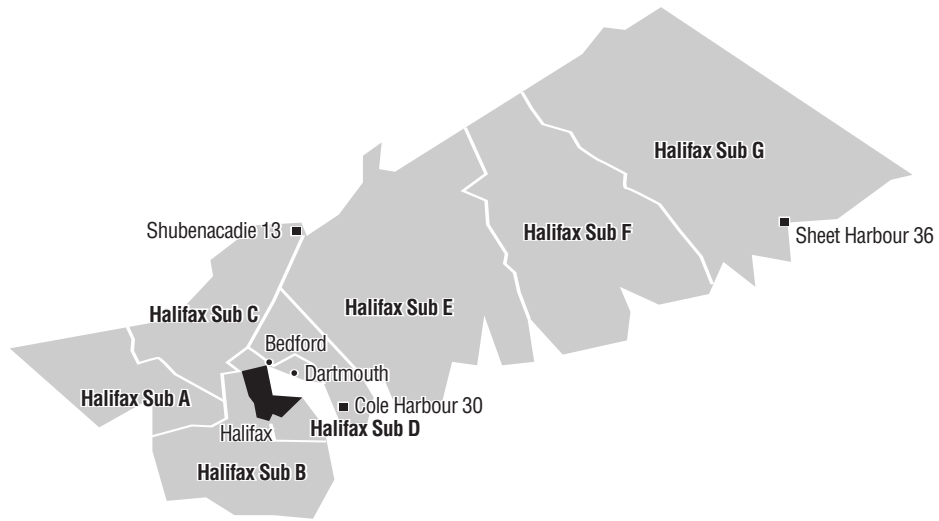 Halifax Sub G
Shubenacadie 13
Halifax Sub F
Sheet Harbour 36
Halifax Sub C
Halifax Sub E
Bedford
Dartmouth
Halifax Sub A
Cole Harbour 30
Halifax
Halifax Sub D
Halifax Sub B